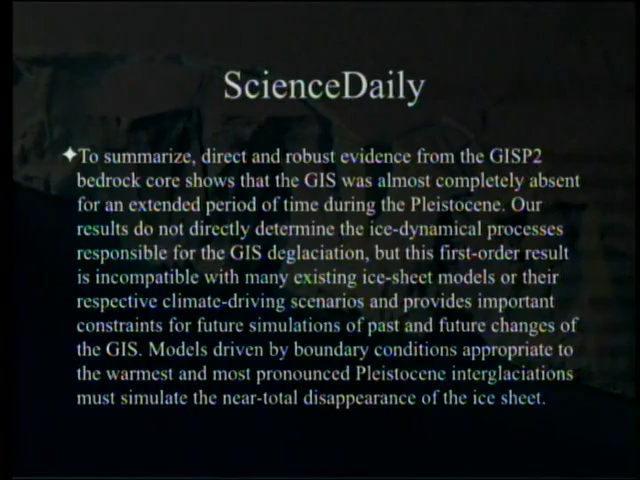 ScienceDaily
✦To summarize, direct and robust evidence from the GISP2
bedrock core shows that the GIS was almost completely absent
for an extended period of time during the Pleistocene. Our
results do not directly determine the ice-dynamical processes
responsible for the GIS deglaciation, but this first-order result
is incompatible with many existing ice-sheet models or their
respective climate-driving scenarios and provides important
constraints for future simulations of past and future changes of
the GIS. Models driven by boundary conditions appropriate to
the warmest and most pronounced Pleistocene interglaciations
must simulate the near-total disappearance of the ice sheet.